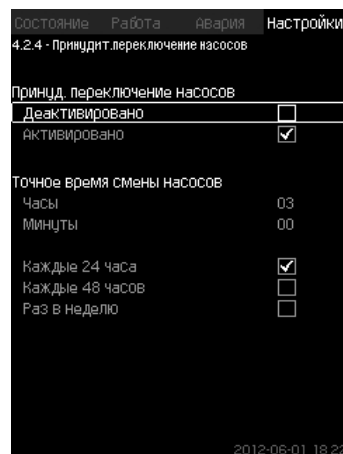 Состояние Работа Авария Настройки
4.2.4 - Принудит.переключение насосов
Принуд. переключение насосов
Деактивировано
Активировано
Точное время смены насосов
Часы 03
Минуты 00
Каждые 24 часа
Каждые 48 часов
Раз в неделю
2012-06-01 18:22